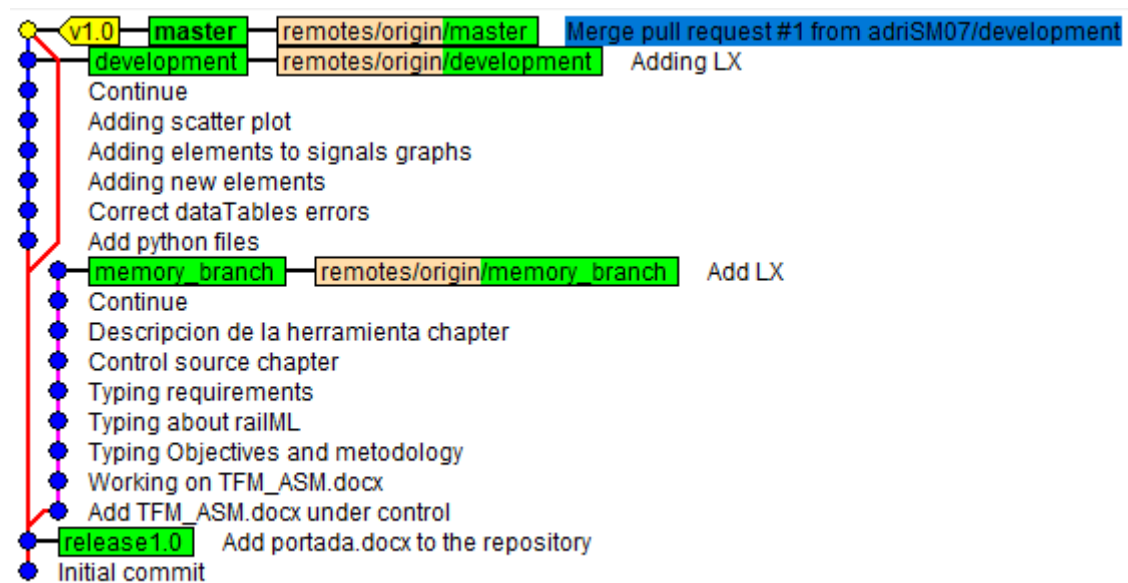 v1.0 master remotes/origin/master Merge pull request #1 from adriSM07/development
development remotes/origin/development Adding LX
Continue
Adding scatter plot
Adding elements to signals graphs
Adding new elements
Correct dataTables errors
Add python files
memory_branch remotes/origin/memory_branch Add LX
Continue
Descripcion de la herramienta chapter
Control source chapter
Typing requirements
Typing about railML
Typing Objectives and metodology
Working on TFM_ASM.docx
Add TFM_ASM.docx under control
release1.0 Add portada.docx to the repository
Initial commit